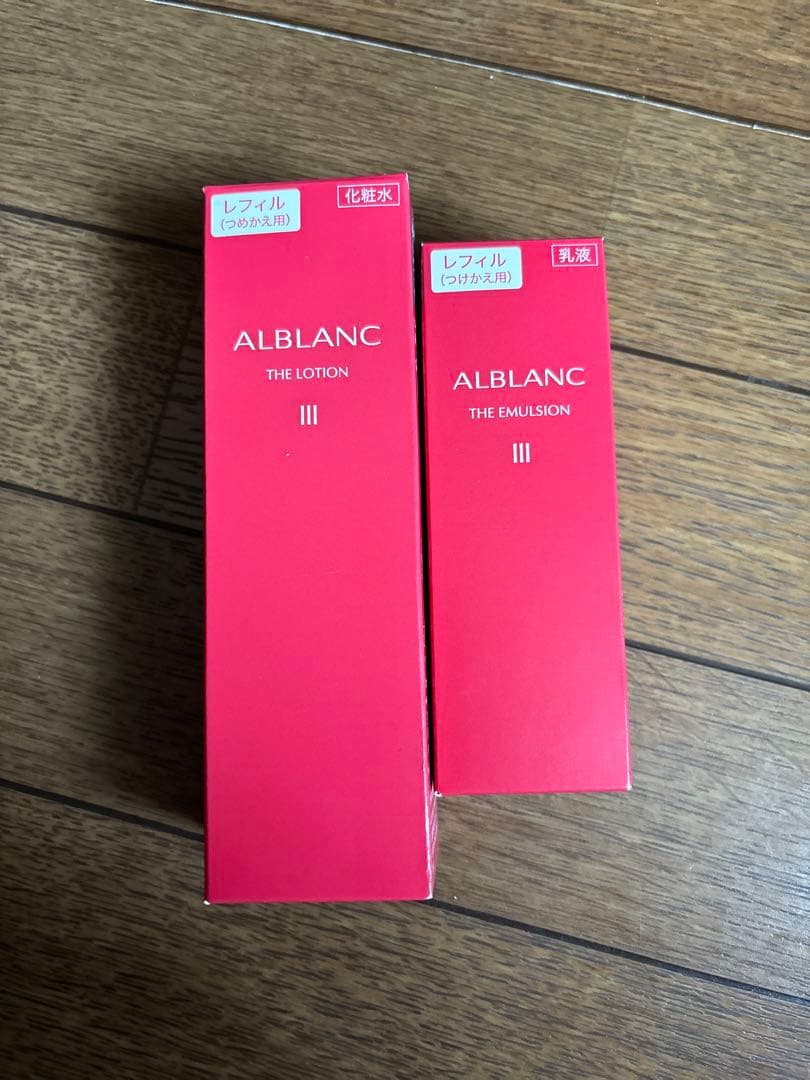 レフィル
(つめかえ用)
化粧水
ALBLANC
THE LOTION
III
レフィル
(つけかえ用)
乳液
ALBLANC
THE EMULSION
III